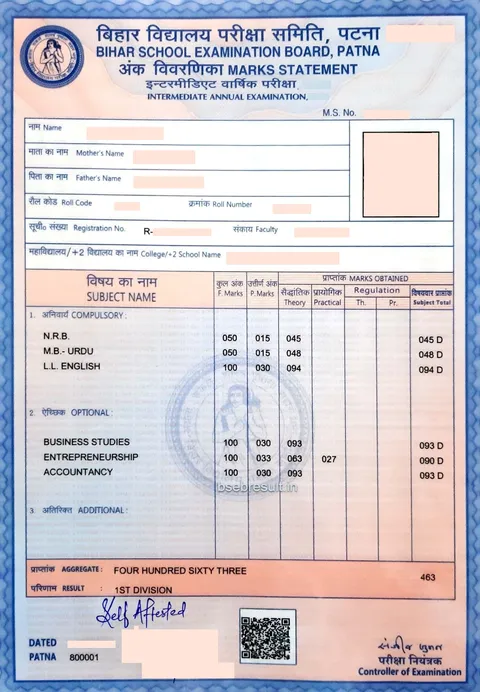 बिहार विद्यालय परीक्षा समिति, पटना
BIHAR SCHOOL EXAMINATION BOARD, PATNA
अंक विवरणिका MARKS STATEMENT
इन्टरमीडिएट वार्षिक परीक्षा
INTERMEDIATE ANNUAL EXAMINATION,
M.S. No.
नाम Name
माता का नाम Mother's Name
पिता का नाम Father's Name
रौल कोड Roll Code क्रमांक Roll Number
सूची० संख्या Registration No. R- संकाय Faculty
महाविद्यालय/+2 विद्यालय का नाम College/+2 School Name
विषय का नाम SUBJECT NAME कुल अंक F. Marks उत्तीर्ण अंक P. Marks प्राप्तांक MARKS OBTAINED
सैद्धांतिक Theory प्रायोगिक Practical Regulation Th. Pr. विषयवार प्राप्तांक Subject Total
1. अनिवार्य COMPULSORY :
N.R.B. 050 015 045 045 D
M.B.- URDU 050 015 048 048 D
L.L. ENGLISH 100 030 094 094 D
2. ऐच्छिक OPTIONAL :
BUSINESS STUDIES 100 030 093 093 D
ENTREPRENEURSHIP 100 033 063 027 090 D
ACCOUNTANCY 100 030 093 093 D
bsebresult.in
3. अतिरिक्त ADDITIONAL :
प्राप्तांक AGGREGATE : FOUR HUNDRED SIXTY THREE 463
परिणाम RESULT : 1ST DIVISION
Self Attested
DATED
PATNA 800001
परीक्षा नियंत्रक
Controller of Examination